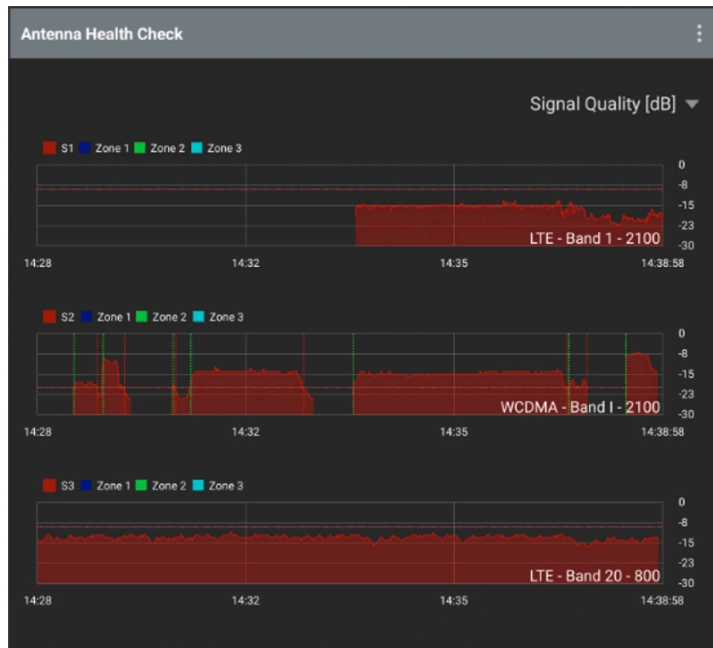 Antenna Health Check
Signal Quality [dB]
S1 Zone 1 Zone 2 Zone 3
0
-8
-15
-23
-30
LTE - Band 1 - 2100
14:28 14:32 14:35 14:38:58
S2 Zone 1 Zone 2 Zone 3
0
-8
-15
-23
-30
WCDMA - Band I - 2100
14:28 14:32 14:35 14:38:58
S3 Zone 1 Zone 2 Zone 3
0
-8
-15
-23
-30
LTE - Band 20 - 800
14:28 14:32 14:35 14:38:58